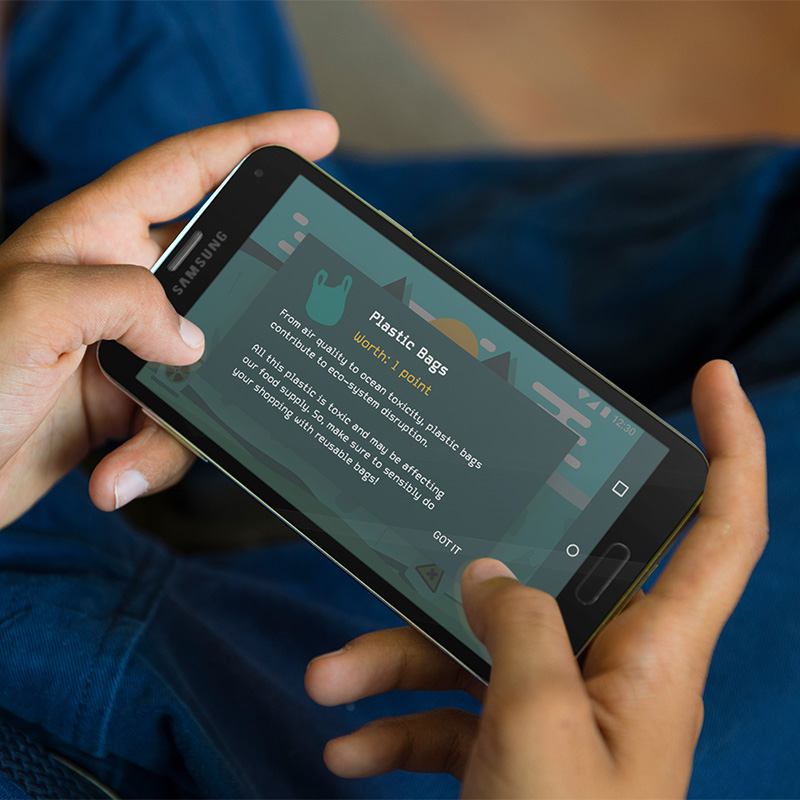 SAMSUNG
12:30
Plastic Bags
Worth: 1 point
From air quality to ocean toxicity, plastic bags
contribute to eco-system disruption.
All this plastic is toxic and may be affecting
our food supply. So, make sure to sensibly do
your shopping with reusable bags!
GOT IT